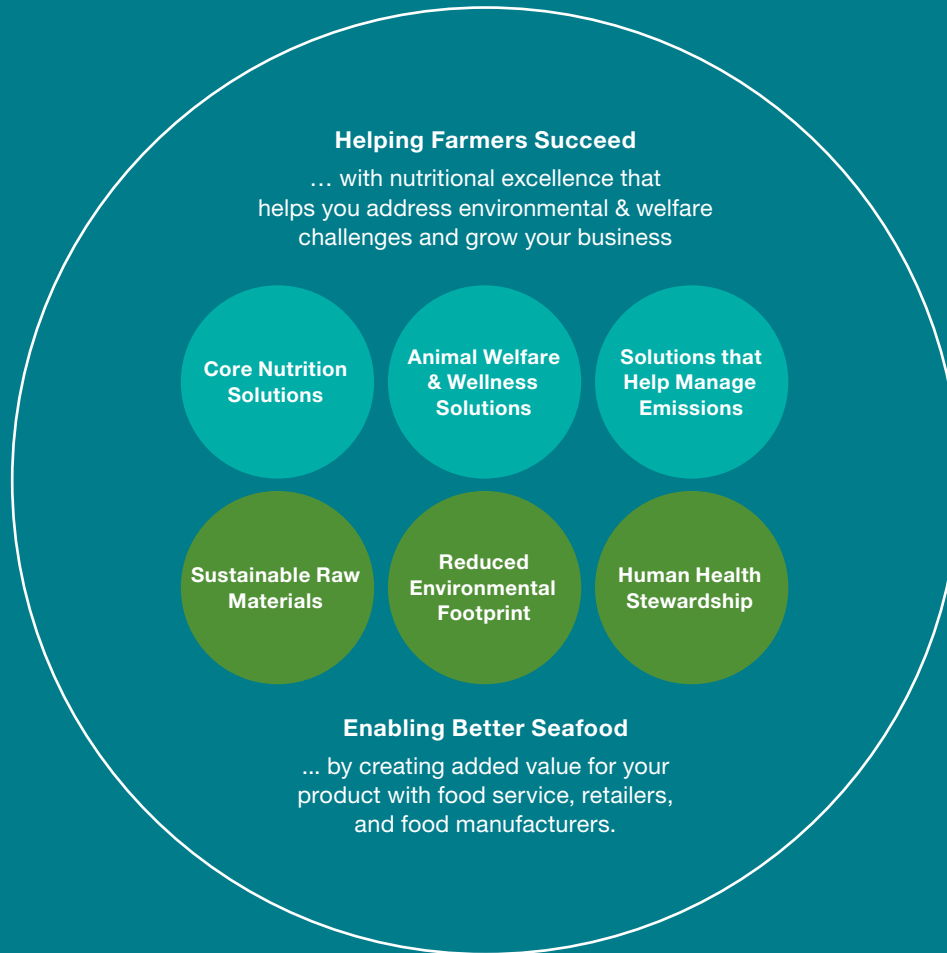 Helping Farmers Succeed
… with nutritional excellence that
helps you address environmental & welfare
challenges and grow your business
Core Nutrition
Solutions
Animal Welfare
& Wellness
Solutions
Solutions that
Help Manage
Emissions
Sustainable Raw
Materials
Reduced
Environmental
Footprint
Human Health
Stewardship
Enabling Better Seafood
... by creating added value for your
product with food service, retailers,
and food manufacturers.